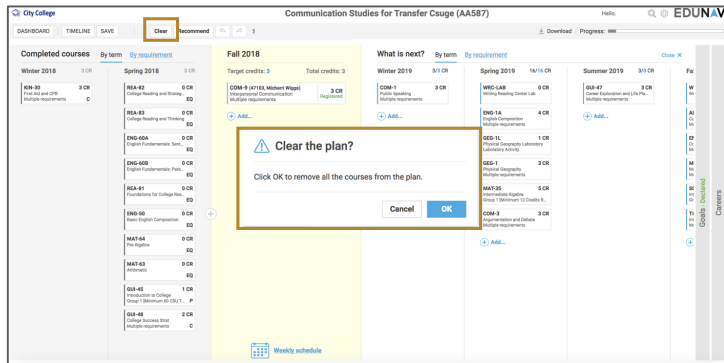 City College
Communication Studies for Transfer Csuge (AA587)
Hello,
EDUNAV
DASHBOARD
TIMELINE
SAVE
Clear
Recommend
Download
Progress:
Completed courses
By term
By requirement
Winter 2018
3 CR
KIN-30
3 CR
First Aid and CPR
Multiple requirements
C
Spring 2018
3 CR
REA-82
0 CR
College Reading and Strateg...
EQ
REA-83
0 CR
College Reading and Thinking
EQ
ENG-60A
0 CR
English Fundamentals: Sent...
EQ
ENG-60B
0 CR
English Fundamentals: Para...
EQ
REA-81
0 CR
Foundations for College Rea...
EQ
ENG-50
0 CR
Basic English Composition
EQ
MAT-64
0 CR
Pre-Algebra
EQ
MAT-63
0 CR
Arithmetic
EQ
GUI-45
1 CR
Introduction to College
Group 1 (Minimum 60 CSU T...
P
GUI-48
2 CR
College Success Strat
Multiple requirements
C
Fall 2018
Target credits: 3
Total credits: 3
COM-9 (47103, Micherri Wiggs)
3 CR
Interpersonal Communication
Registered
Multiple requirements
Add...
Weekly schedule
What is next?
By term
By requirement
Close
Winter 2019
3/3 CR
COM-1
3 CR
Public Speaking
Multiple requirements
Add...
Spring 2019
16/16 CR
WRC-LAB
0 CR
Writing Reading Center Lab
ENG-1A
4 CR
English Composition
Multiple requirements
GEG-1L
1 CR
Physical Geography Laboratory
Laboratory Activity
GEG-1
3 CR
Physical Geography
Multiple requirements
MAT-35
5 CR
Intermediate Algebra
Group 1 (Minimum 12 Credits R...
COM-3
3 CR
Argumentation and Debate
Multiple requirements
Add...
Summer 2019
3/3 CR
GUI-47
3 CR
Career Exploration and Life Pla...
Multiple requirements
Add...
Goals - Declared
Careers
Clear the plan?
Click OK to remove all the courses from the plan.
Cancel
OK